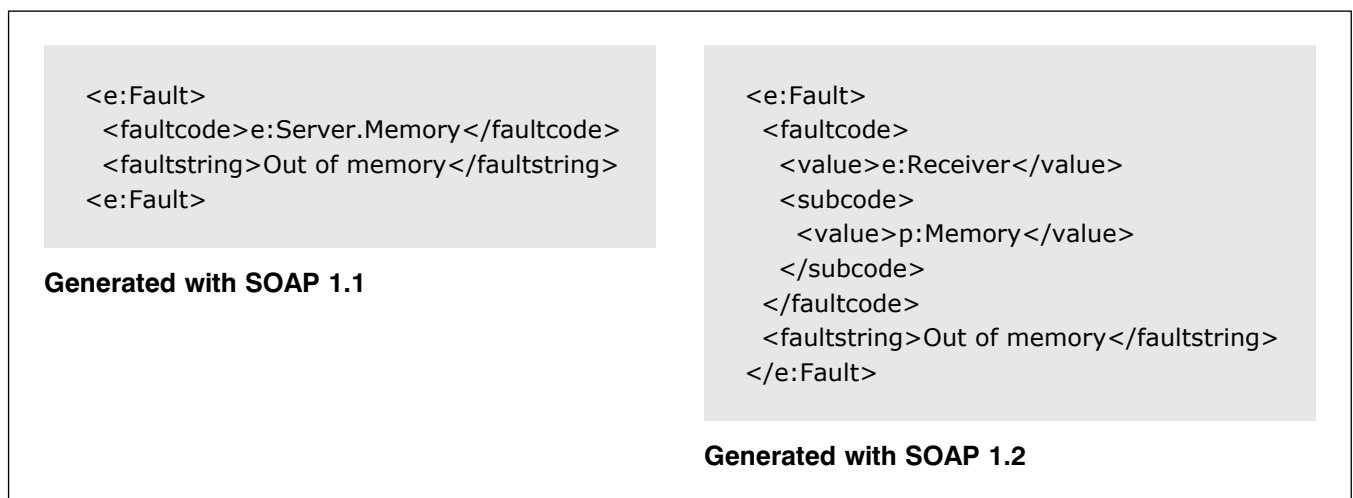 <e:Fault>
<faultcode>e:Server.Memory</faultcode>
<faultstring>Out of memory</faultstring>
<e:Fault>
Generated with SOAP 1.1
<e:Fault>
<faultcode>
<value>e:Receiver</value>
<subcode>
<value>p:Memory</value>
</subcode>
</faultcode>
<faultstring>Out of memory</faultstring>
</e:Fault>
Generated with SOAP 1.2